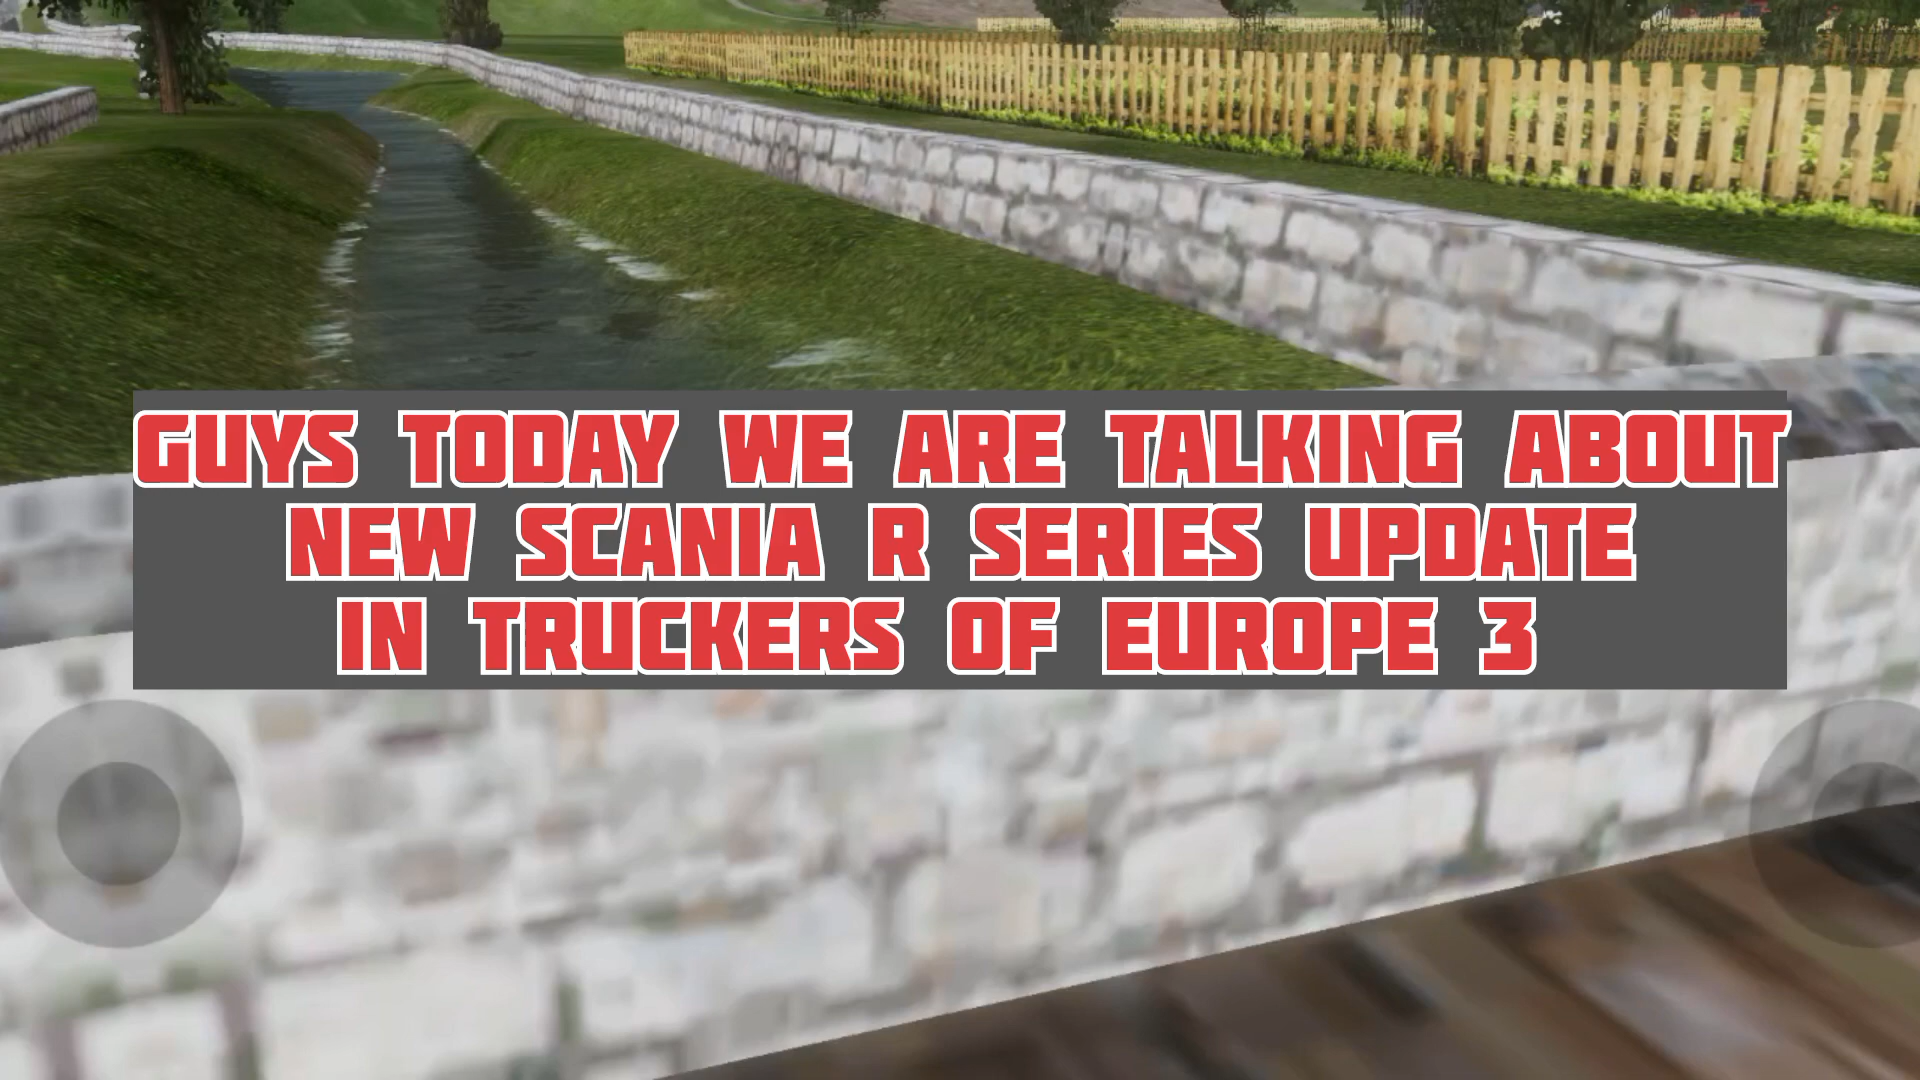 GUYS TODAY WE ARE TALKING ABOUT
NEW SCANIA R SERIES UPDATE
IN TRUCKERS OF EUROPE 3